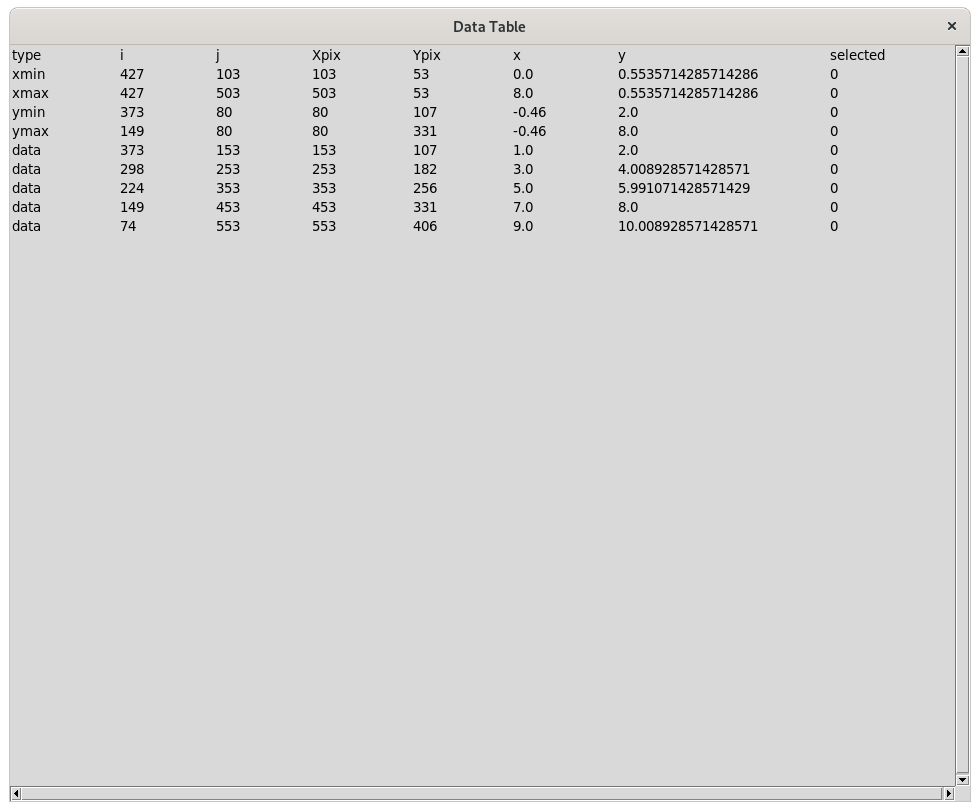 Data Table
type i j Xpix Ypix x y selected
xmin 427 103 103 53 0.0 0.5535714285714286 0
xmax 427 503 503 53 8.0 0.5535714285714286 0
ymin 373 80 80 107 -0.46 2.0 0
ymax 149 80 80 331 -0.46 8.0 0
data 373 153 153 107 1.0 2.0 0
data 298 253 253 182 3.0 4.008928571428571 0
data 224 353 353 256 5.0 5.991071428571429 0
data 149 453 453 331 7.0 8.0 0
data 74 553 553 406 9.0 10.008928571428571 0